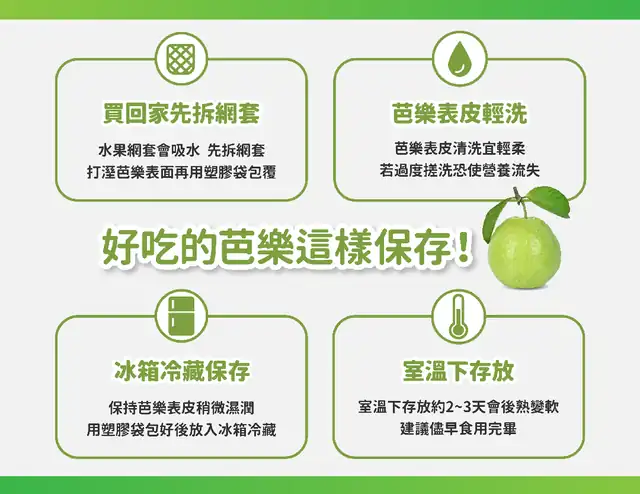 買回家先拆網套
水果網套會吸水 先拆網套
打溼芭樂表面再用塑膠袋包覆
芭樂表皮輕洗
芭樂表皮清洗宜輕柔
若過度搓洗恐使營養流失
好吃的芭樂這樣保存！
冰箱冷藏保存
保持芭樂表皮稍微濕潤
用塑膠袋包好後放入冰箱冷藏
室溫下存放
室溫下存放約2~3天會後熟變軟
建議儘早食用完畢